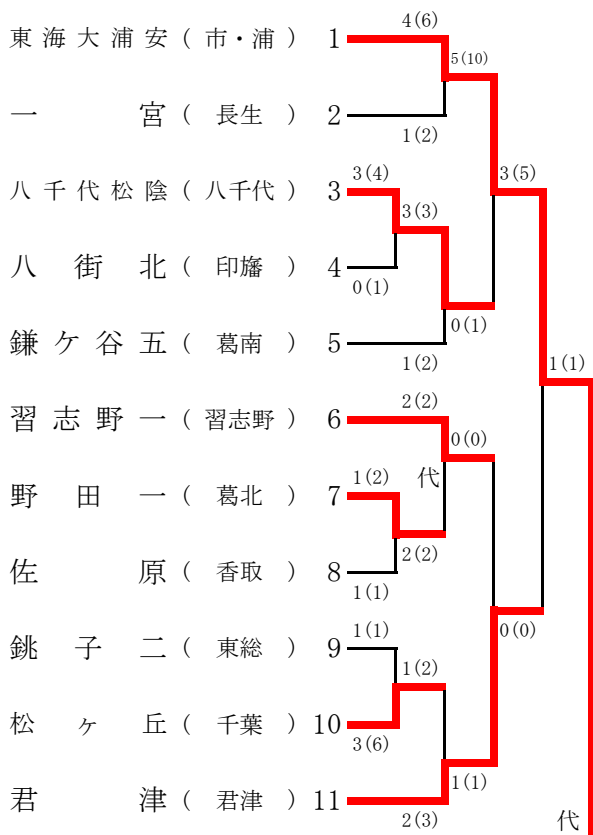 4(6)
東海大浦安 ( 市・浦 ) 1
5(10)
一宮 ( 長生 ) 2
1(2)
3(4)
八千代松陰 ( 八千代 ) 3
3(5)
3(3)
八街北 ( 印旛 ) 4
0(1)
0(1)
鎌ケ谷五 ( 葛南 ) 5
1(2)
1(1)
2(2)
習志野一 ( 習志野 ) 6
0(0)
1(2)
代
野田一 ( 葛北 ) 7
2(2)
佐原 ( 香取 ) 8
1(1)
1(1)
0(0)
銚子二 ( 東総 ) 9
1(2)
松ヶ丘 ( 千葉 ) 10
3(6)
1(1)
君津 ( 君津 ) 11
2(3)
代